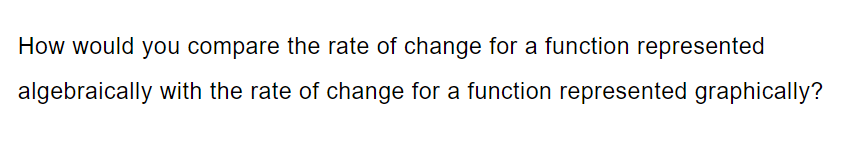 How would you compare the rate of change for a function represented
algebraically with the rate of change for a function represented graphically?